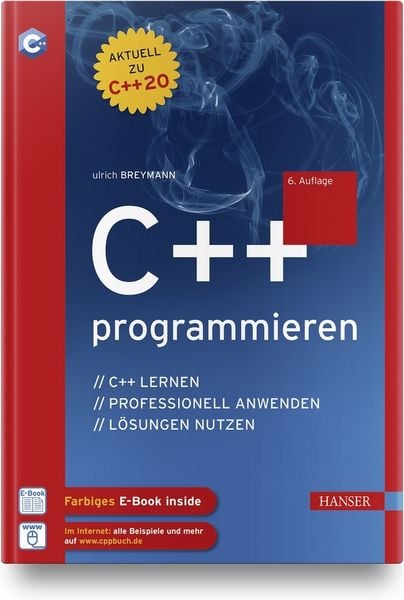 C++
AKTUELL
ZU
C++20
ulrich BREYMANN
6. Auflage
C++
programmieren
// C++ LERNEN
// PROFESSIONELL ANWENDEN
// LÖSUNGEN NUTZEN
E-Book
Farbiges E-Book inside
HANSER
WWW
Im Internet: alle Beispiele und mehr
auf www.cppbuch.de